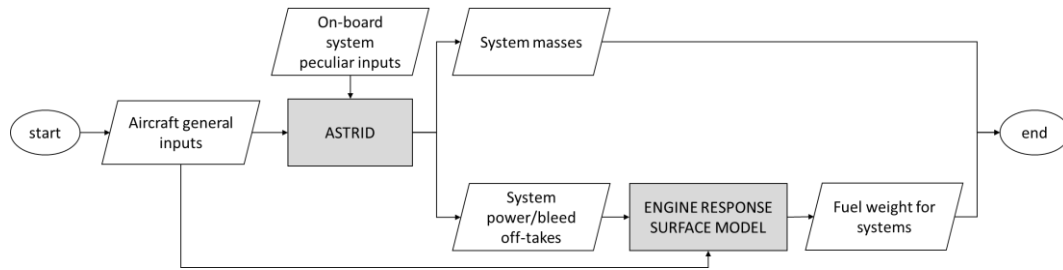 start
Aircraft general
inputs
On-board
system
peculiar inputs
ASTRID
System masses
System
power/bleed
off-takes
ENGINE RESPONSE
SURFACE MODEL
Fuel weight for
systems
end